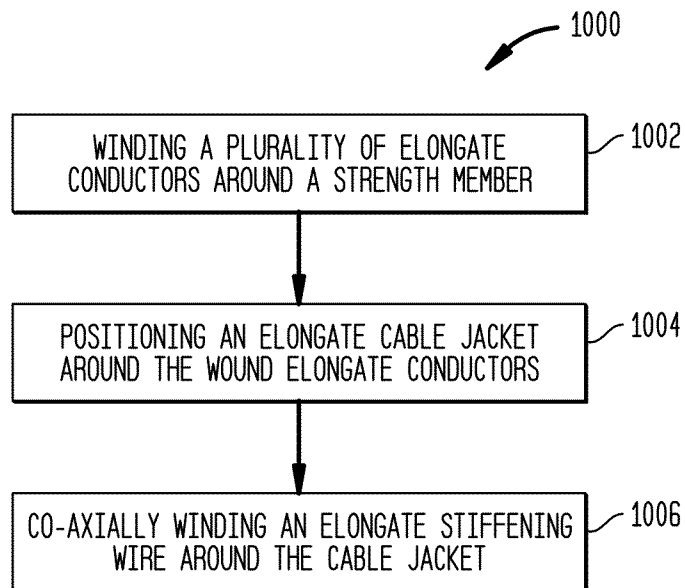 1000
WINDING A PLURALITY OF ELONGATE
CONDUCTORS AROUND A STRENGTH MEMBER
1002
POSITIONING AN ELONGATE CABLE JACKET
AROUND THE WOUND ELONGATE CONDUCTORS
1004
CO-AXIALLY WINDING AN ELONGATE STIFFENING
WIRE AROUND THE CABLE JACKET
1006